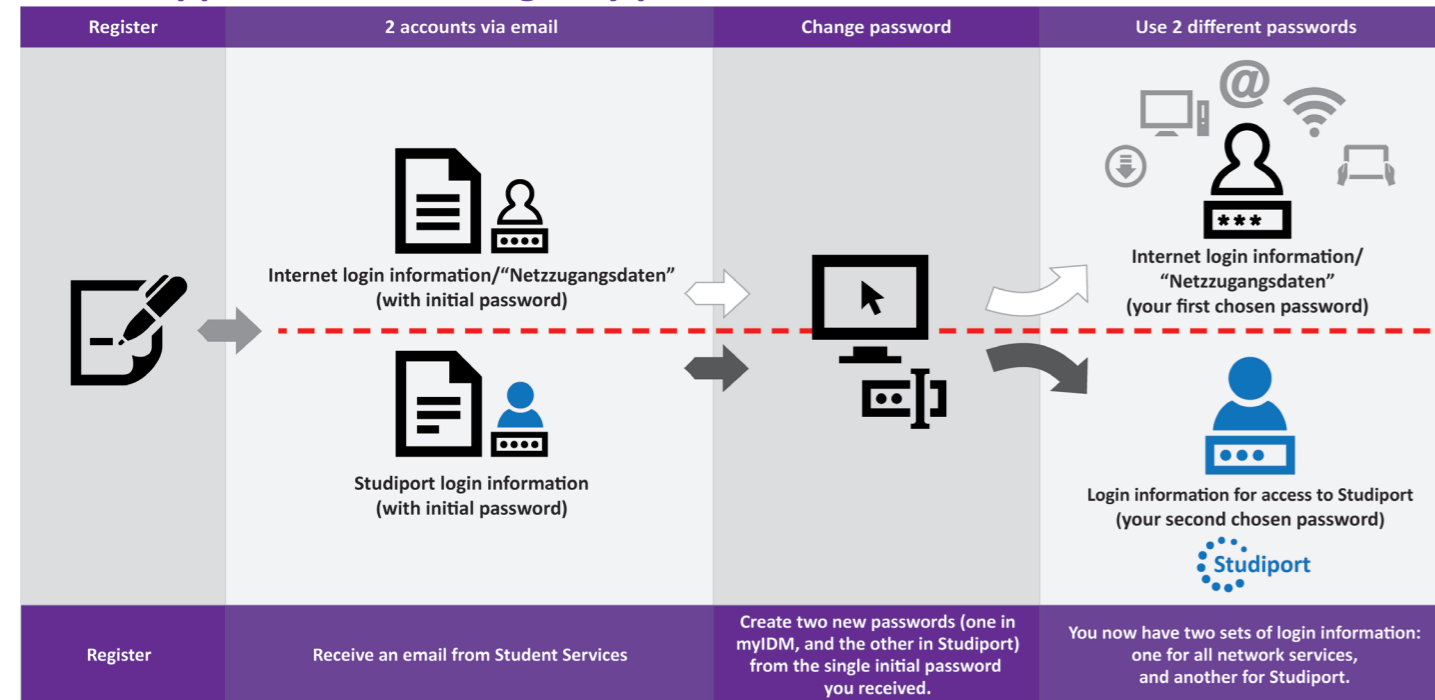 Register
2 accounts via email
Change password
Use 2 different passwords
@
***
Internet login information/“Netzzugangsdaten”
(with initial password)
Internet login information/
“Netzzugangsdaten”
(your first chosen password)
Studiport login information
(with initial password)
Login information for access to Studiport
(your second chosen password)
Studiport
Register
Receive an email from Student Services
Create two new passwords (one in
myIDM, and the other in Studiport)
from the single initial password
you received.
You now have two sets of login information:
one for all network services,
and another for Studiport.